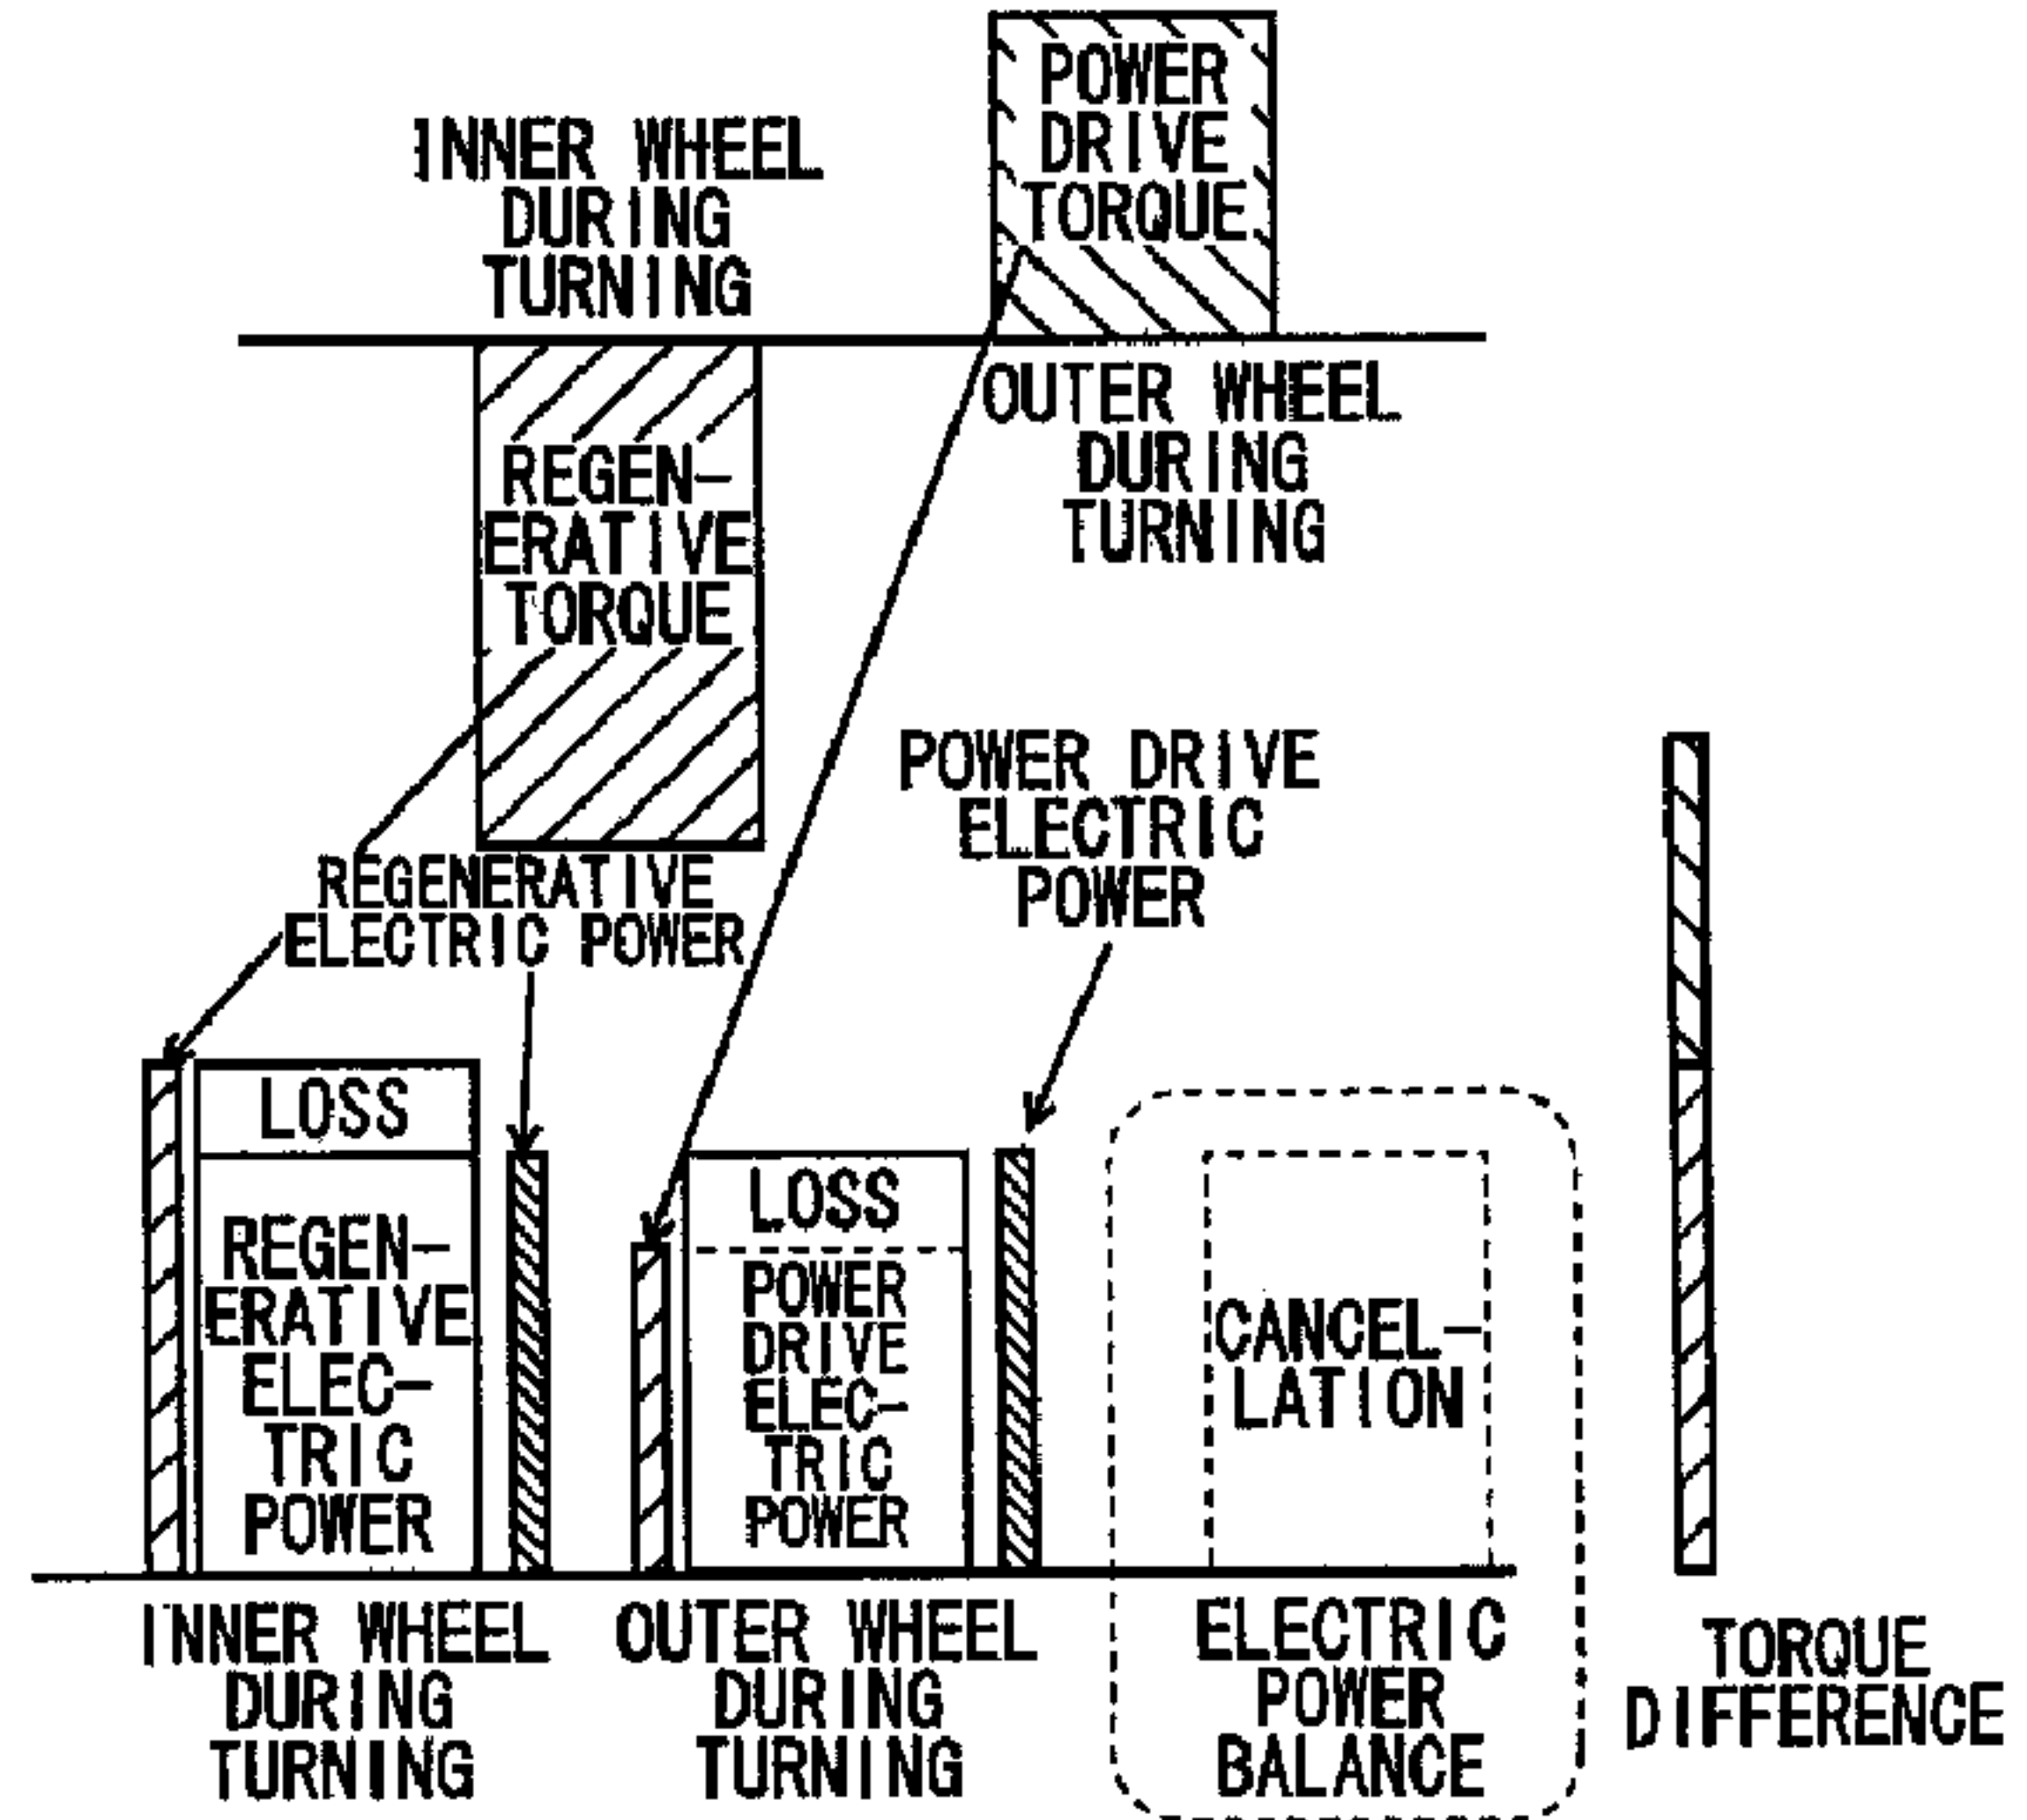 POWER
DRIVE
TORQUE
INNER WHEEL
DURING
TURNING
OUTER WHEEL
DURING
TURNING
REGEN-
ERATIVE
TORQUE
POWER DRIVE
ELECTRIC
POWER
REGENERATIVE
ELECTRIC POWER
LOSS
REGEN-
ERATIVE
ELEC-
TRIC
POWER
LOSS
POWER
DRIVE
ELEC-
TRIC
POWER
CANCEL-
LATION
INNER WHEEL
DURING
TURNING
OUTER WHEEL
DURING
TURNING
ELECTRIC
POWER
BALANCE
TORQUE
DIFFERENCE